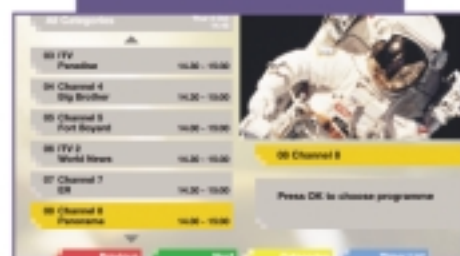 All Categories
03 ITV
Paradise 14.30 - 15.00
04 Channel 4
Big Brother 14.30 - 15.00
05 Channel 5
Fort Boyard 14.30 - 15.00
06 ITV 2
World News 14.30 - 15.00
07 Channel 7
ER 14.30 - 15.00
08 Channel 8
Panorama 14.30 - 15.00
08 Channel 8
Press OK to choose programme